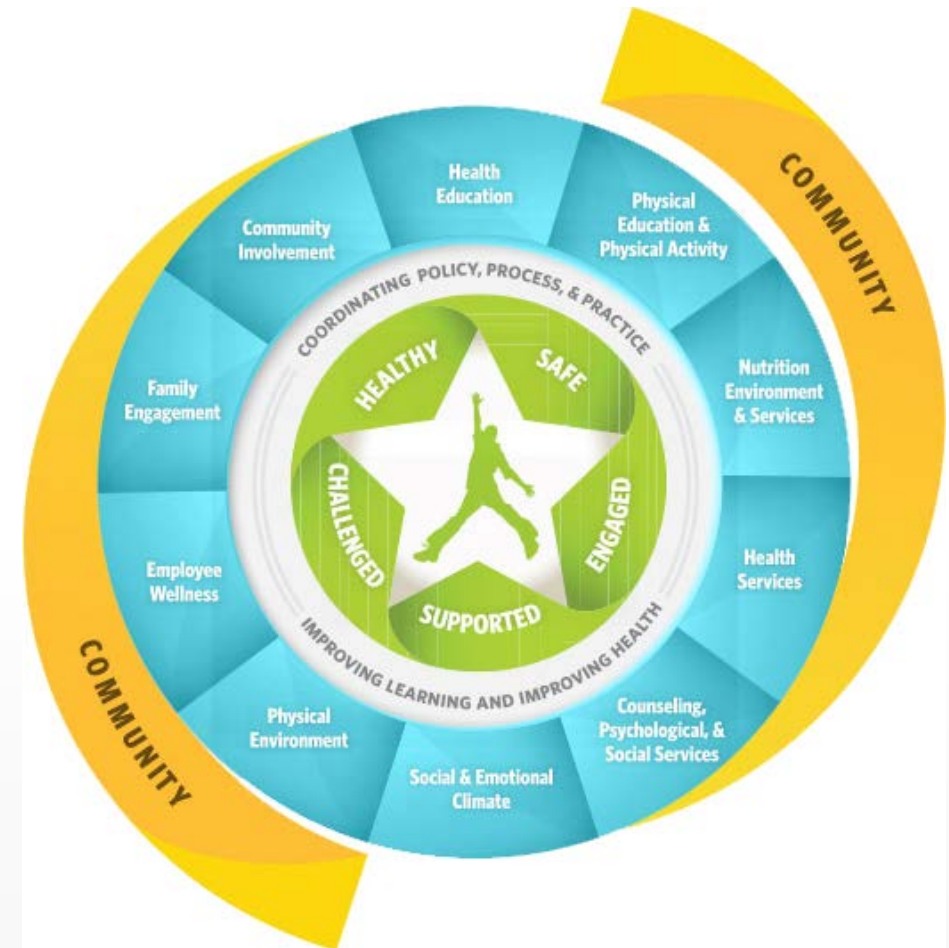 COMMUNITY
Health
Education
Physical
Education &
Physical Activity
Nutrition
Environment
& Services
Health
Services
Counseling,
Psychological, &
Social Services
Social & Emotional
Climate
Physical
Environment
Employee
Wellness
Family
Engagement
Community
Involvement
COORDINATING POLICY, PROCESS, & PRACTICE
IMPROVING LEARNING AND IMPROVING HEALTH
HEALTHY
SAFE
ENGAGED
SUPPORTED
CHALLENGED
COMMUNITY